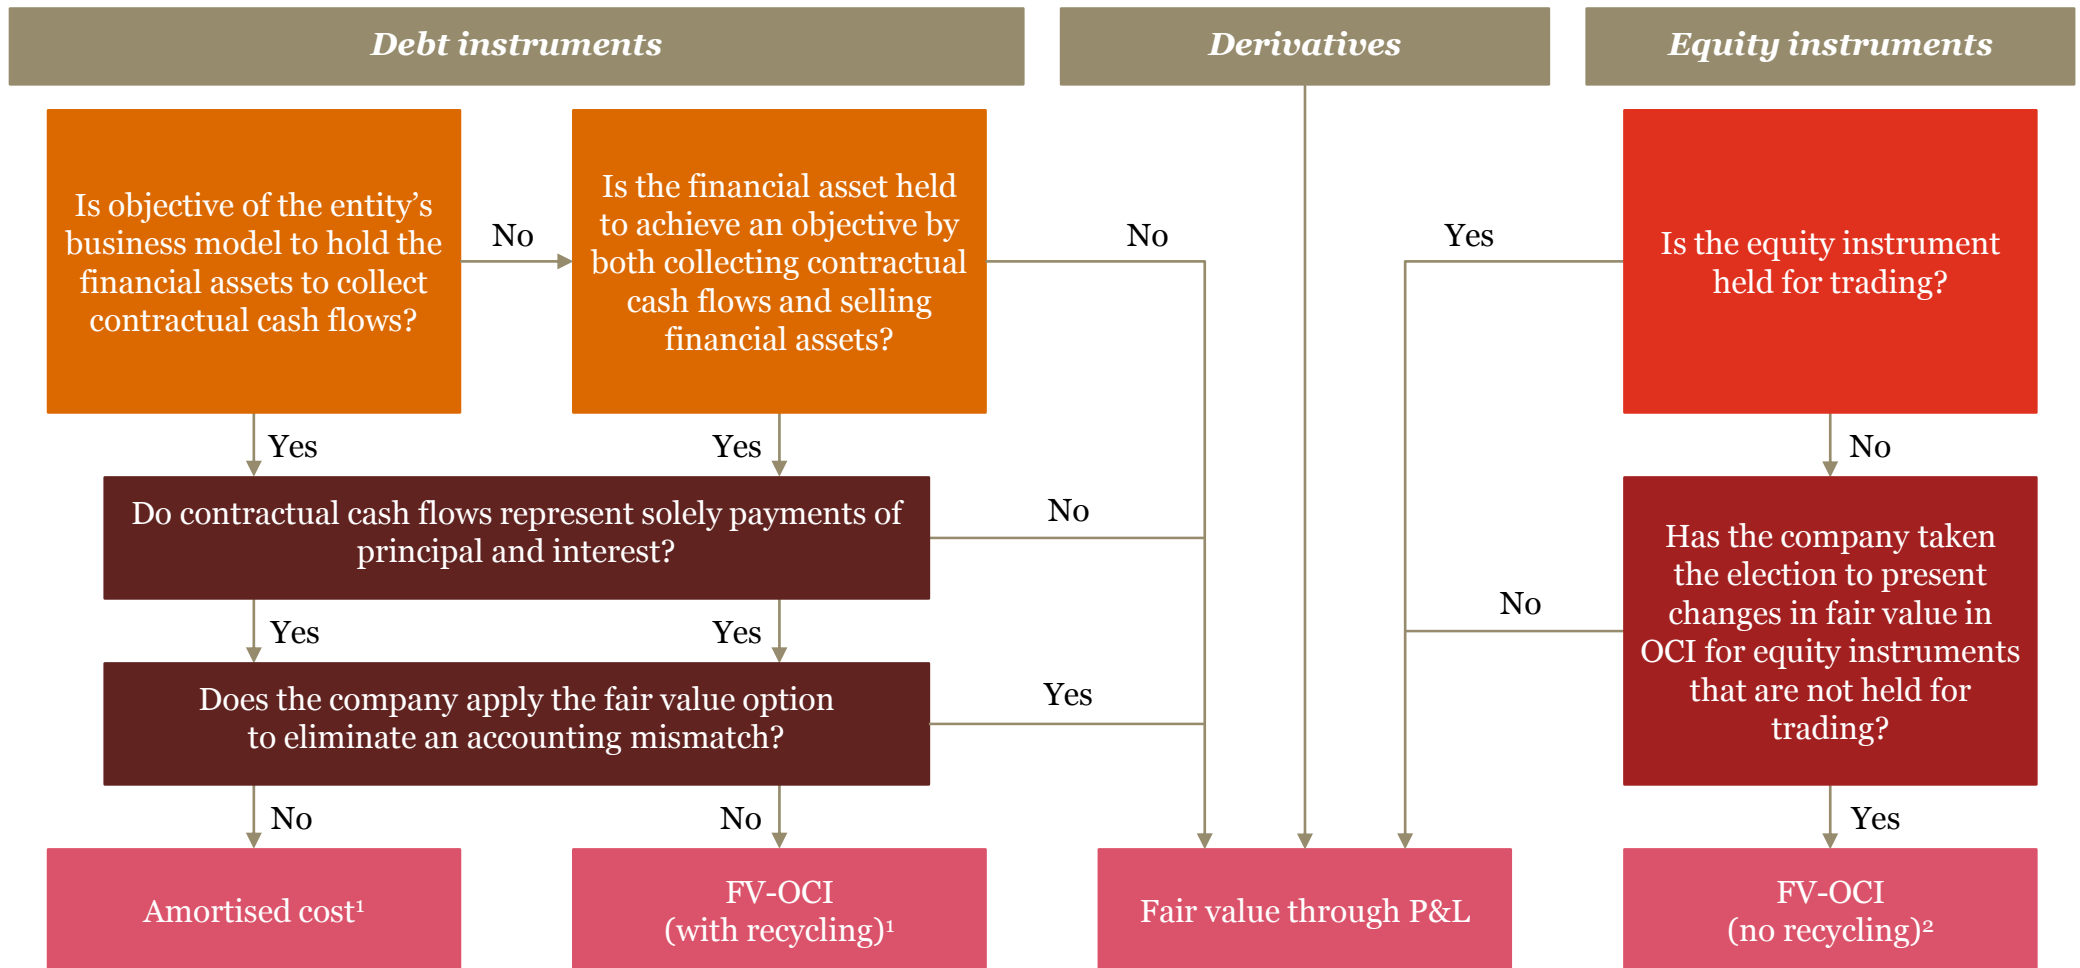 Debt instruments
Derivatives
Equity instruments
Is objective of the entity’s
business model to hold the
financial assets to collect
contractual cash flows?
No
Is the financial asset held
to achieve an objective by
both collecting contractual
cash flows and selling
financial assets?
No
Yes
Is the equity instrument
held for trading?
Yes
Yes
No
Do contractual cash flows represent solely payments of
principal and interest?
No
Has the company taken
the election to present
changes in fair value in
OCI for equity instruments
that are not held for
trading?
No
Yes
Yes
Does the company apply the fair value option
to eliminate an accounting mismatch?
Yes
No
No
Yes
Amortised cost¹
FV-OCI
(with recycling)¹
Fair value through P&L
FV-OCI
(no recycling)²